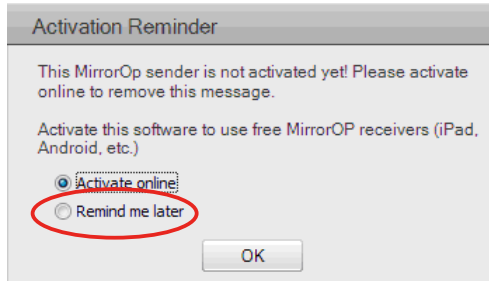 Activation Reminder
This MirrorOp sender is not activated yet! Please activate
online to remove this message.
Activate this software to use free MirrorOP receivers (iPad,
Android, etc.)
Activate online
Remind me later
OK